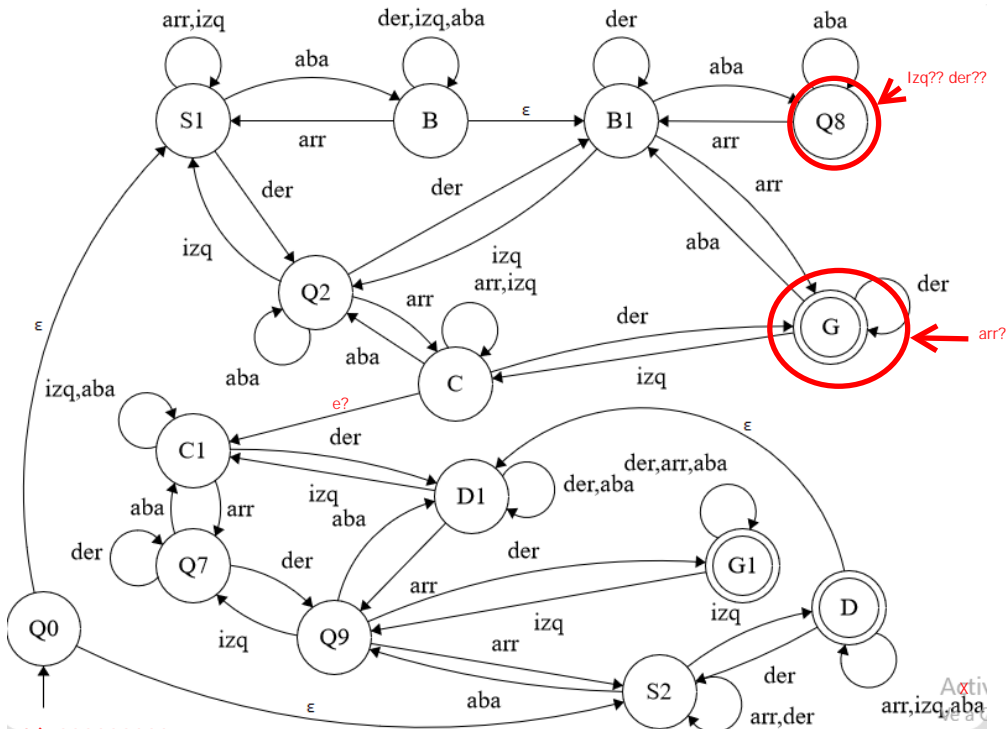 arr,izq
der,izq,aba
der
aba
aba
aba
Izq?? der??
S1
B
ε
B1
Q8
arr
arr
der
der
arr
izq
aba
izq
Q2
arr
arr,izq
der
der
G
ε
aba
aba
C
izq
arr?
izq,aba
e?
ε
C1
der
der,arr,aba
D1
der,aba
izq
aba
arr
aba
der
der
der
Q7
arr
G1
D
Q0
izq
Q9
izq
izq
arr
S2
der
aba
ε
arr,der
arr,izq,aba
X